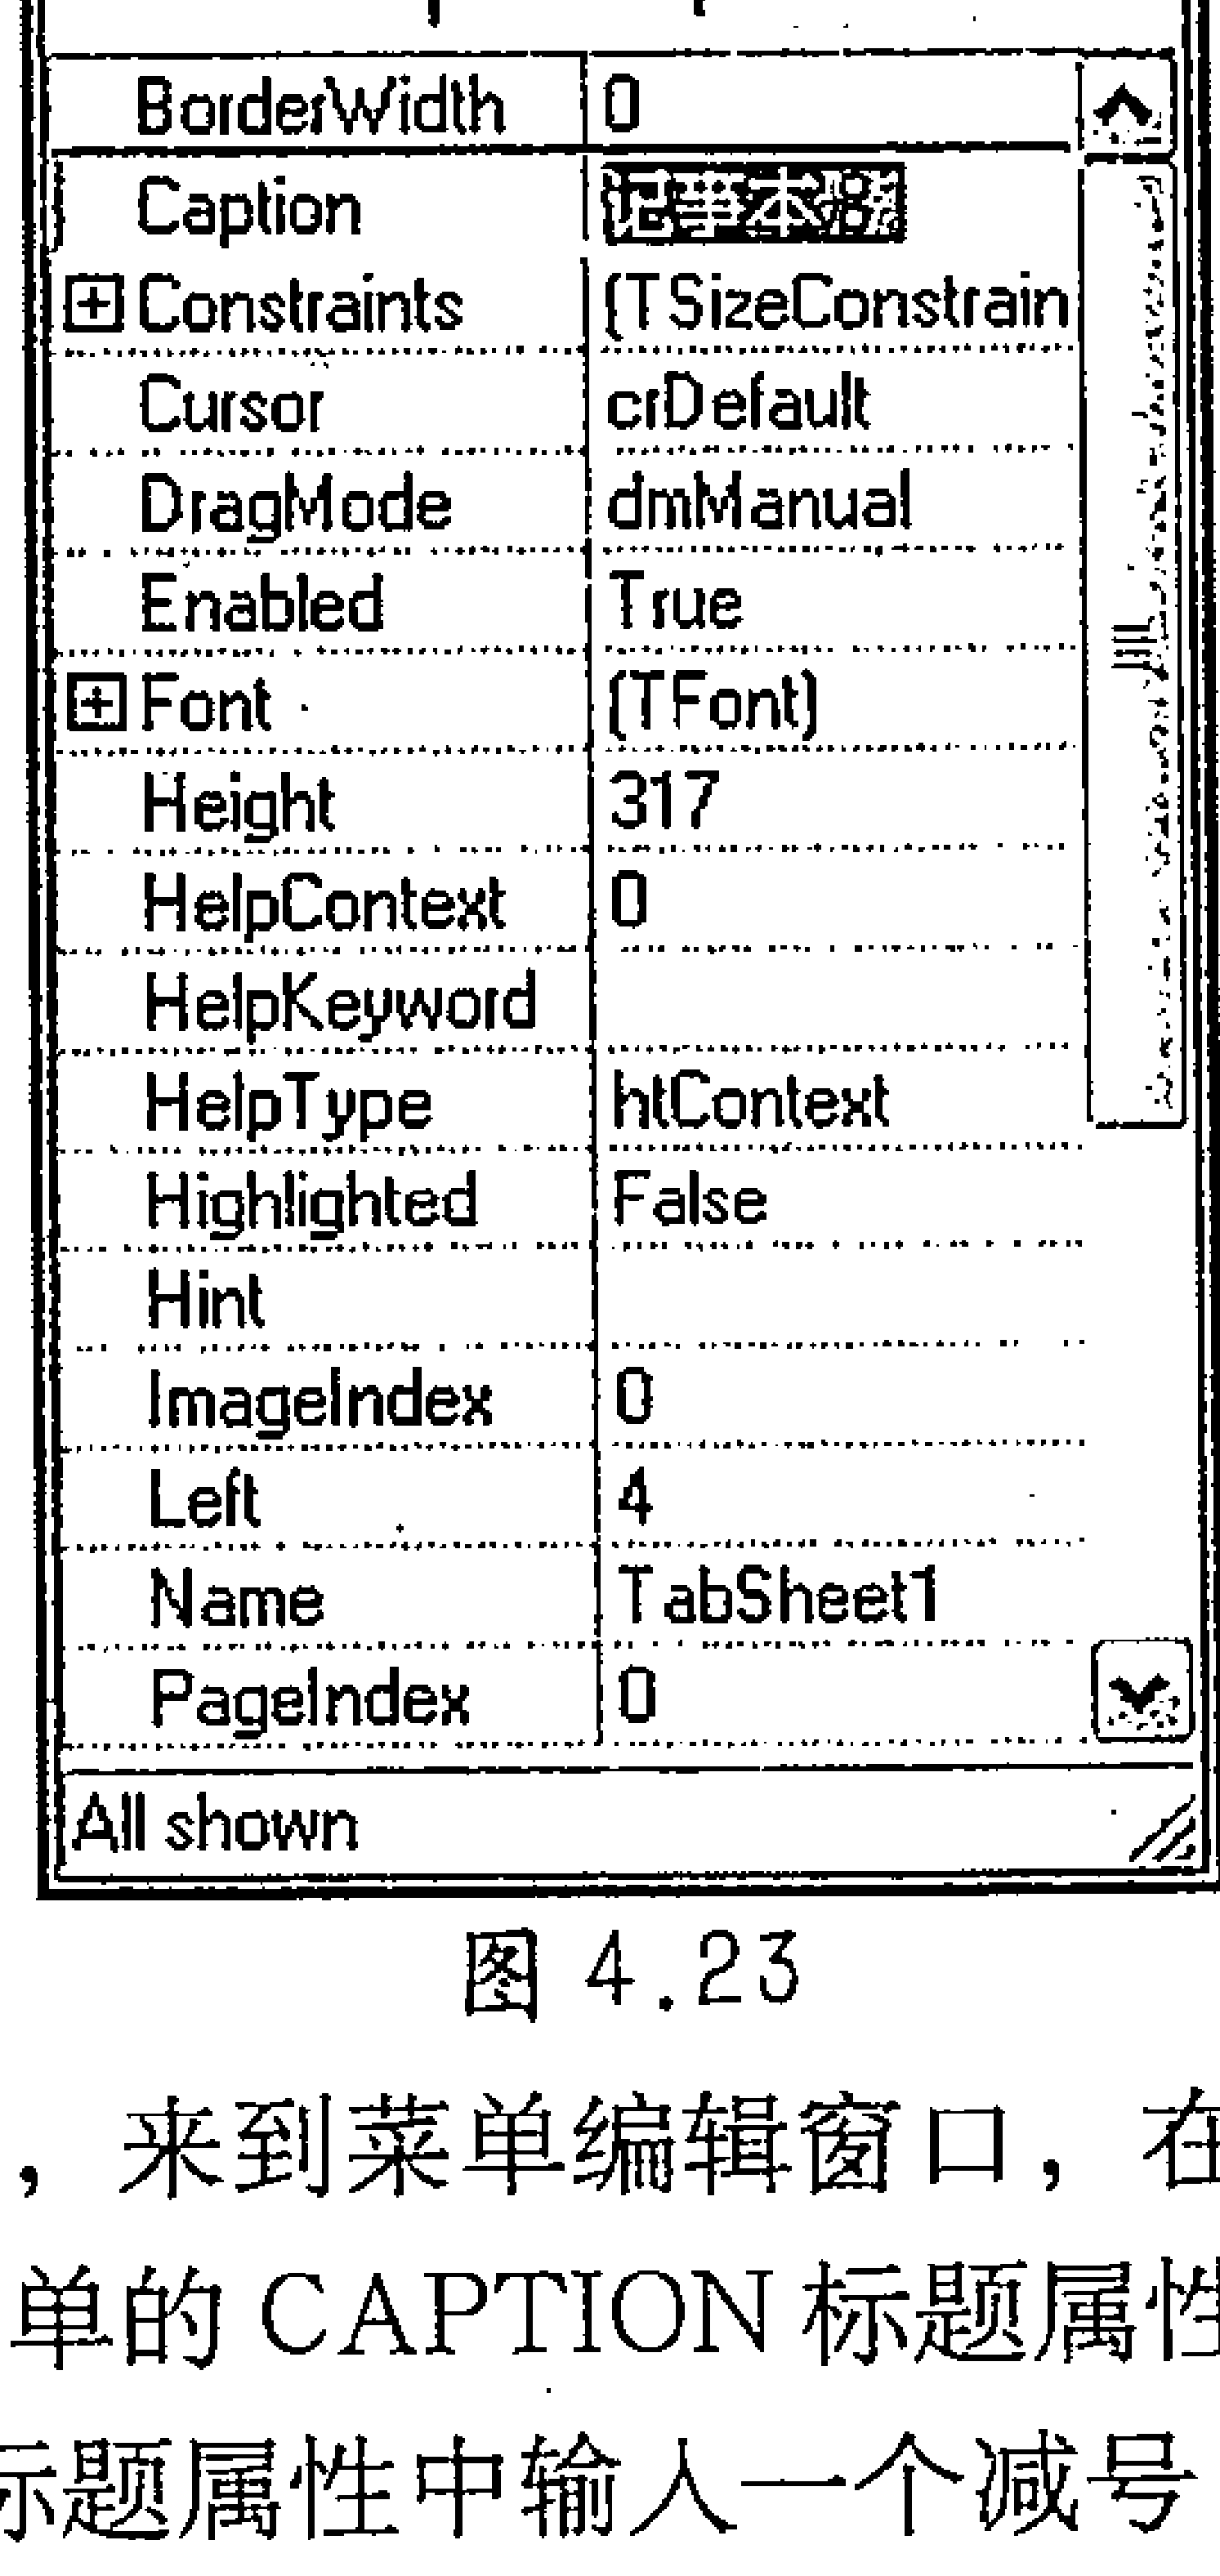 BorderWidth 0
Caption 记事本
Constraints (TSizeConstrain
Cursor crDefault
DragMode dmManual
Enabled True
Font (TFont)
Height 317
HelpContext 0
HelpKeyword
HelpType htContext
Highlighted False
Hint
ImageIndex 0
Left 4
Name TabSheet1
PageIndex 0
All shown
图 4.23
，来到菜单编辑窗口，在
单的 CAPTION 标题属性
标题属性中输入一个减号